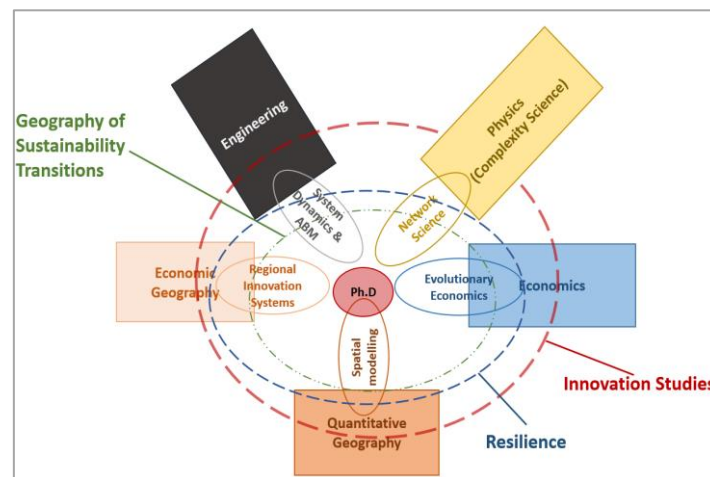 Geography of
Sustainability
Transitions
Engineering
Physics
(Complexity Science)
System
Dynamics &
ABM
Network
Science
Economic
Geography
Regional
Innovation
Systems
Ph.D
Evolutionary
Economics
Economics
Spatial
modelling
Quantitative
Geography
Innovation Studies
Resilience